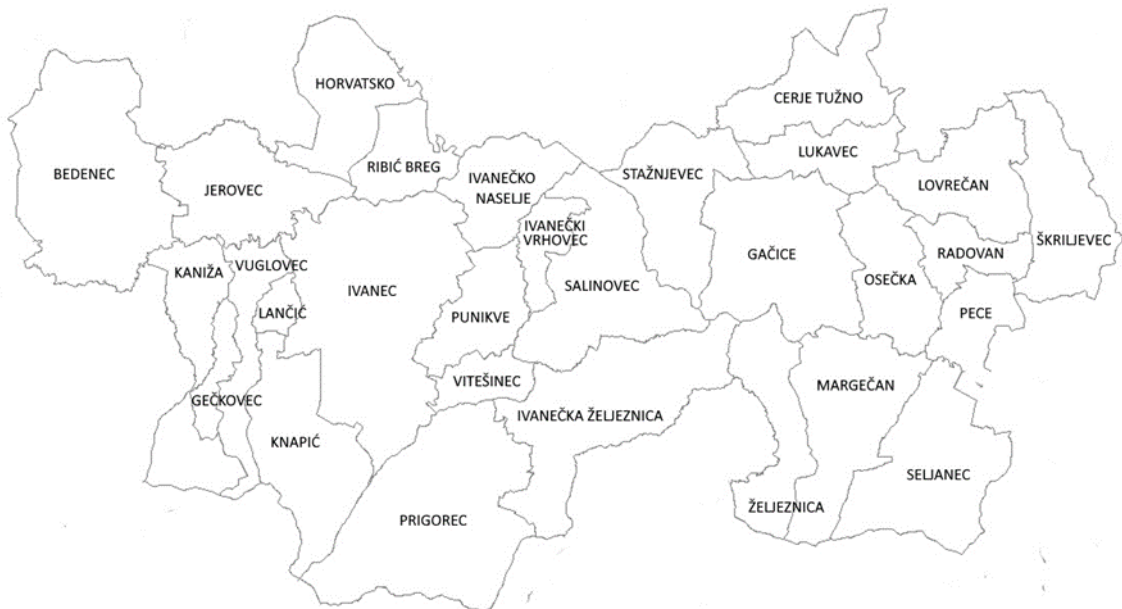 HORVATSKO
CERJE TUŽNO
LUKAVEC
RIBIĆ BREG
BEDENEC
JEROVEC
IVANEČKO
NASELJE
STAŽNJEVEC
LOVREČAN
IVANEČKI
VRHOVEC
ŠKRILJEVEC
GAČICE
RADOVAN
VUGLOVEC
KANIŽA
OSEČKA
IVANEC
SALINOVEC
LANČIĆ
PUNIKVE
PECE
VITEŠINEC
MARGEČAN
GEČKOVEC
IVANEČKA ŽELJEZNICA
KNAPIĆ
SELJANEC
ŽELJEZNICA
PRIGOREC